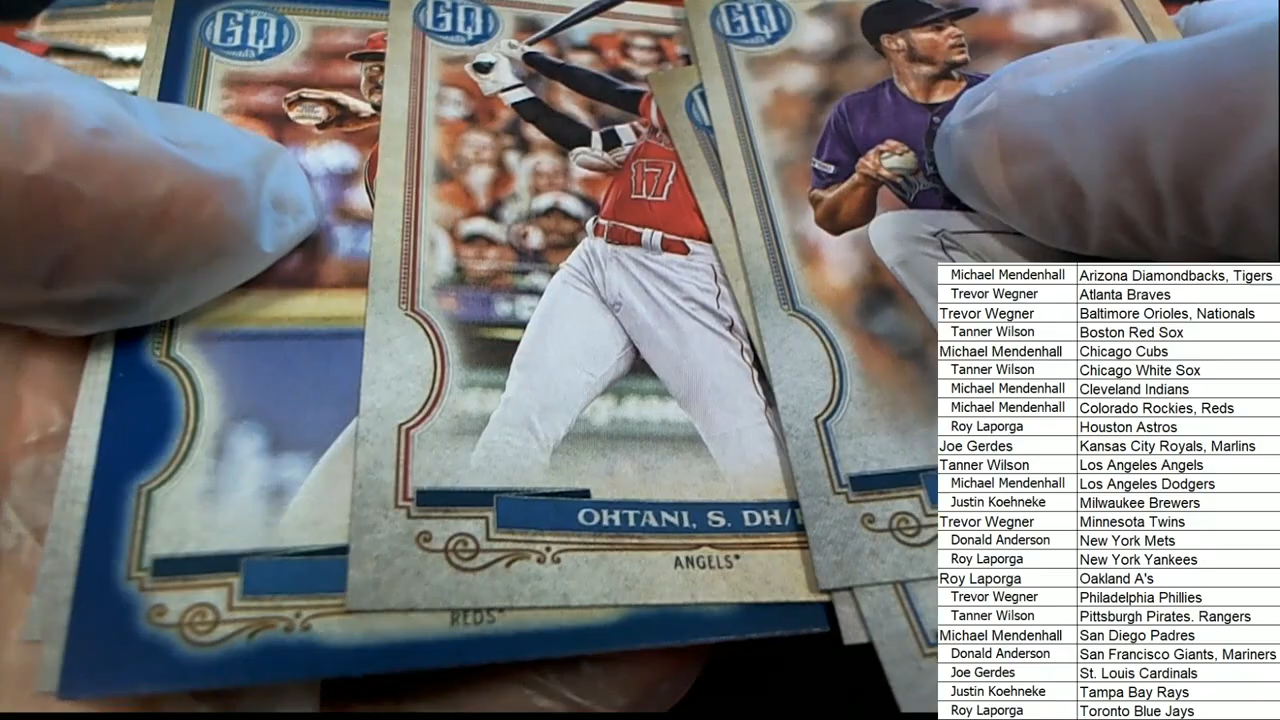 GQ
GQ
GQ
17
OHTANI, S. DH/
ANGELS
REDS
Michael Mendenhall Arizona Diamondbacks, Tigers
Trevor Wegner Atlanta Braves
Trevor Wegner Baltimore Orioles, Nationals
Tanner Wilson Boston Red Sox
Michael Mendenhall Chicago Cubs
Tanner Wilson Chicago White Sox
Michael Mendenhall Cleveland Indians
Michael Mendenhall Colorado Rockies, Reds
Roy Laporga Houston Astros
Joe Gerdes Kansas City Royals, Marlins
Tanner Wilson Los Angeles Angels
Michael Mendenhall Los Angeles Dodgers
Justin Koehneke Milwaukee Brewers
Trevor Wegner Minnesota Twins
Donald Anderson New York Mets
Roy Laporga New York Yankees
Roy Laporga Oakland A's
Trevor Wegner Philadelphia Phillies
Tanner Wilson Pittsburgh Pirates. Rangers
Michael Mendenhall San Diego Padres
Donald Anderson San Francisco Giants, Mariners
Joe Gerdes St. Louis Cardinals
Justin Koehneke Tampa Bay Rays
Roy Laporga Toronto Blue Jays